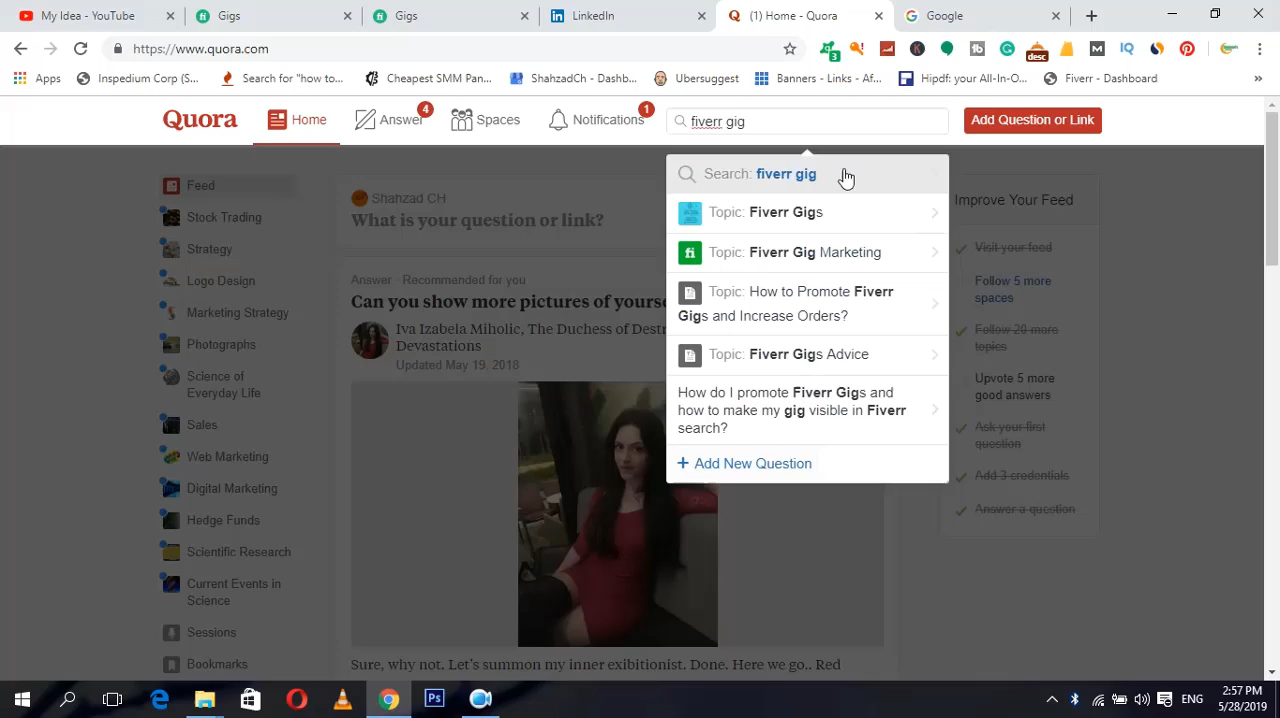 My Idea - YouTube
Gigs
Gigs
LinkedIn
(1) Home - Quora
Google
https://www.quora.com
3
tb
M
IQ
desc
Apps
Inspedium Corp (S...
Search for "how to...
Cheapest SMM Pan...
ShahzadCh - Dashb...
Ubersuggest
Banners - Links - Af...
Hipdf: your All-In-O...
Fiverr - Dashboard
Quora
Home
Answer
4
Spaces
Notifications
1
fiverr gig
Add Question or Link
Search: fiverr gig
Topic: Fiverr Gigs
Topic: Fiverr Gig Marketing
Topic: How to Promote Fiverr
Gigs and Increase Orders?
Topic: Fiverr Gigs Advice
How do I promote Fiverr Gigs and
how to make my gig visible in Fiverr
search?
+ Add New Question
Feed
Stock Trading
Strategy
Logo Design
Marketing Strategy
Photographs
Science of
Everyday Life
Sales
Web Marketing
Digital Marketing
Hedge Funds
Scientific Research
Current Events in
Science
Sessions
Bookmarks
Shahzad CH
What is your question or link?
Answer · Recommended for you
Can you show more pictures of yourse
Iva Izabela Miholic, The Duchess of Destr
Devastations
Updated May 19, 2018
Sure, why not. Let's summon my inner exibitionist. Done. Here we go.. Red
Improve Your Feed
Visit your feed
Follow 5 more
spaces
Follow 20 more
topics
Upvote 5 more
good answers
Ask your first
question
Add 3 credentials
Answer a question
ENG
2:57 PM
5/28/2019